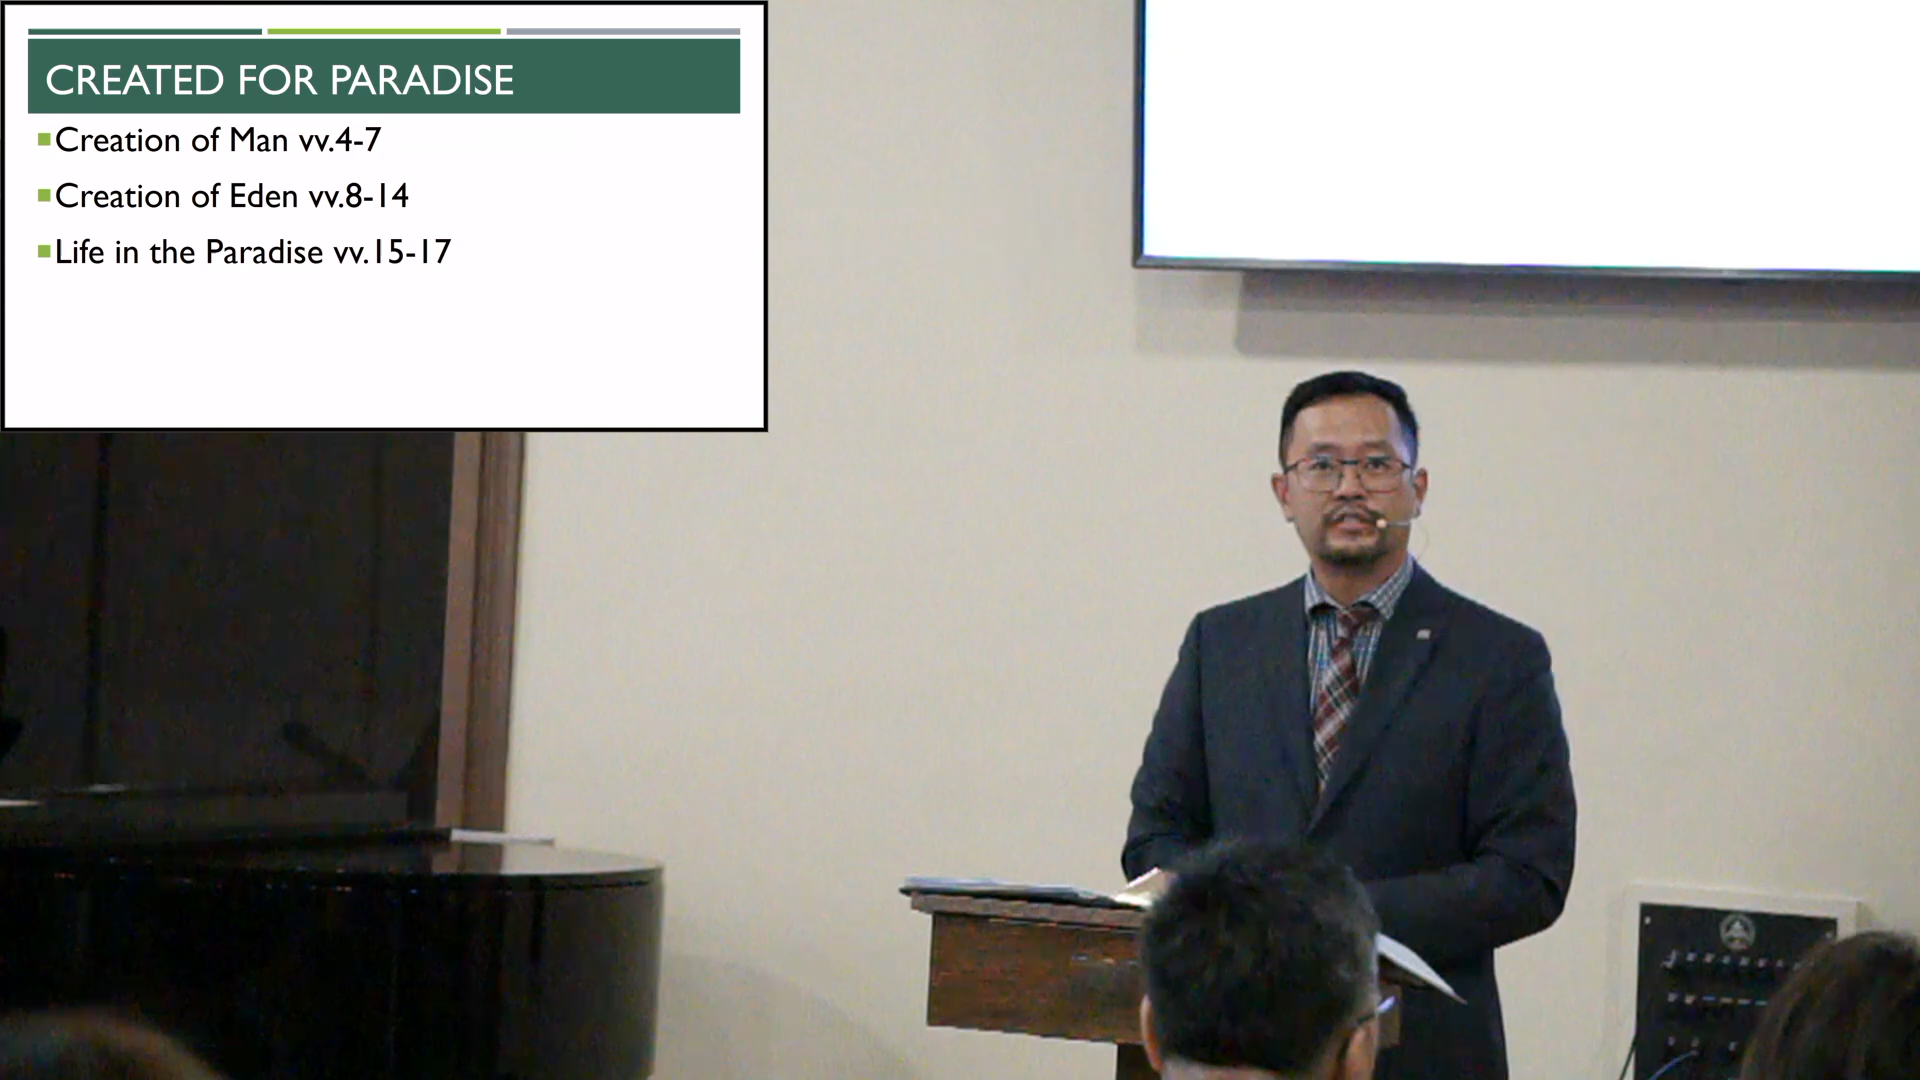 CREATED FOR PARADISE
Creation of Man vv.4-7
Creation of Eden vv.8-14
Life in the Paradise vv.15-17